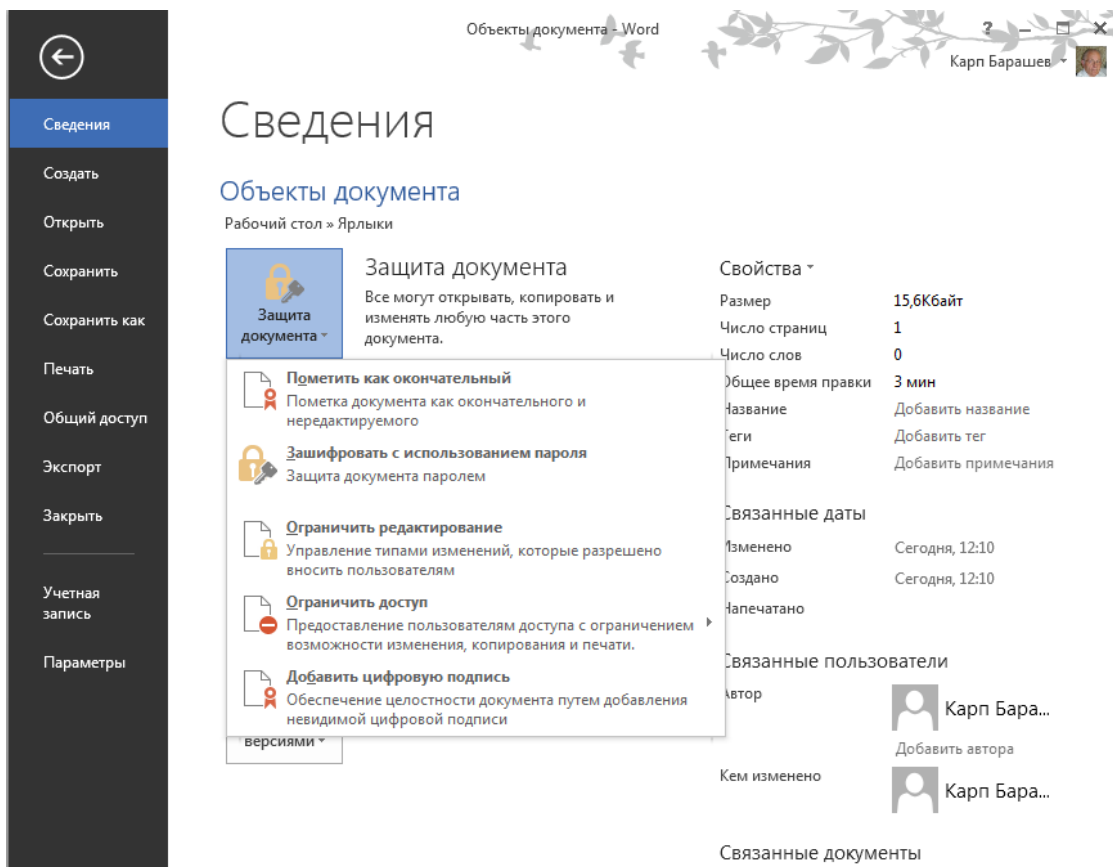 Объекты документа - Word
?
Карп Барашев
Сведения
Создать
Открыть
Сохранить
Сохранить как
Печать
Общий доступ
Экспорт
Закрыть
Учетная
запись
Параметры
Сведения
Объекты документа
Рабочий стол » Ярлыки
Защита
документа
Защита документа
Все могут открывать, копировать и
изменять любую часть этого
документа.
Пометить как окончательный
Пометка документа как окончательного и
нередактируемого
Зашифровать с использованием пароля
Защита документа паролем
Ограничить редактирование
Управление типами изменений, которые разрешено
вносить пользователям
Ограничить доступ
Предоставление пользователям доступа с ограничением
возможности изменения, копирования и печати.
Добавить цифровую подпись
Обеспечение целостности документа путем добавления
невидимой цифровой подписи
версиями
Свойства
Размер 15,6Кбайт
Число страниц 1
Число слов 0
Общее время правки 3 мин
Название Добавить название
Теги Добавить тег
Примечания Добавить примечания
Связанные даты
Изменено Сегодня, 12:10
Создано Сегодня, 12:10
Напечатано
Связанные пользователи
Автор Карп Бара...
Добавить автора
Кем изменено Карп Бара...
Связанные документы